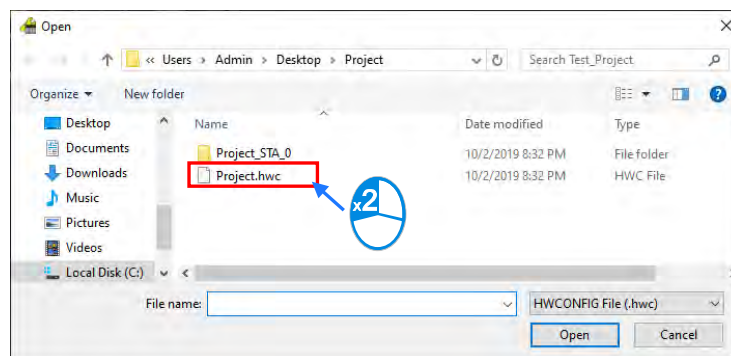 Open
« Users › Admin › Desktop › Project
Search Test_Project
Organize
New folder
Desktop
Documents
Downloads
Music
Pictures
Videos
Local Disk (C:)
Name Date modified Type
Project_STA_0 10/2/2019 8:32 PM File folder
Project.hwc 10/2/2019 8:32 PM HWC File
x2
File name:
HWCONFIG File (.hwc)
Open Cancel